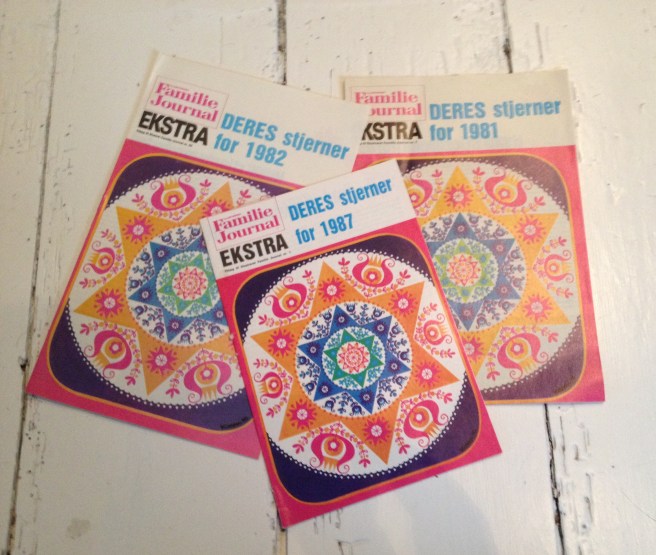 Familie
Journal
EKSTRA
DERES stjerner
for 1982
Familie
Journal
EKSTRA
DERES stjerner
for 1981
Familie
Journal
EKSTRA
DERES stjerner
for 1987